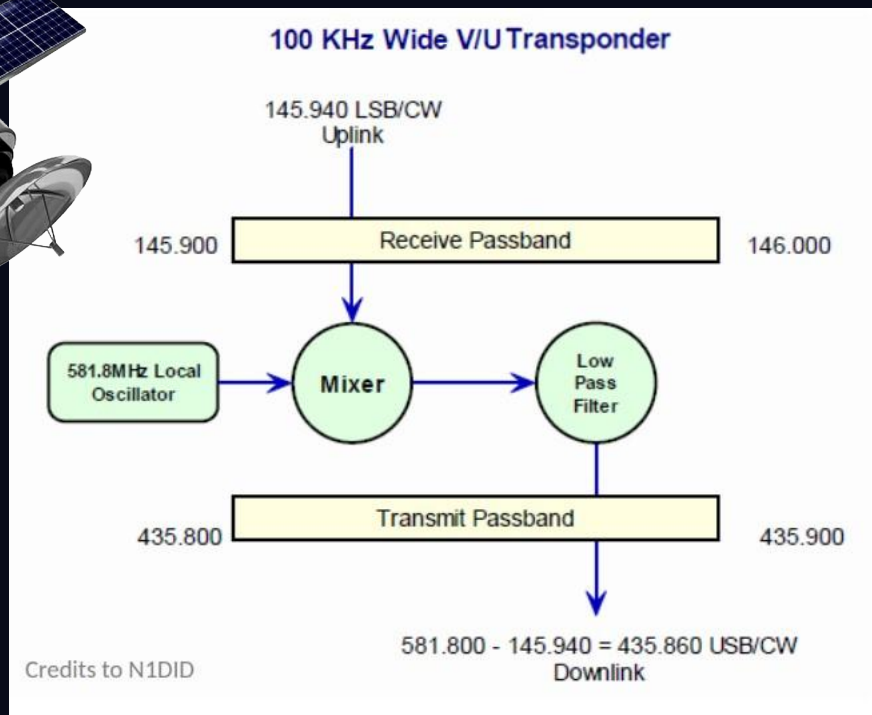 100 KHz Wide V/U Transponder
145.940 LSB/CW
Uplink
145.900
Receive Passband
146.000
581.8MHz Local
Oscillator
Mixer
Low
Pass
Filter
435.800
Transmit Passband
435.900
581.800 - 145.940 = 435.860 USB/CW
Downlink
Credits to N1DID